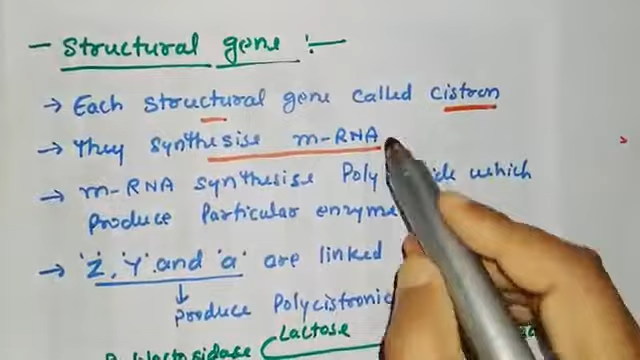 - Structural gene :-
→ Each structural gene called cistron
→ They synthesise m-RNA
→ m-RNA synthesise Poly which
Produce Particular enzyme
→ 'Z', 'Y' and 'a' are linked
↓
Produce Polycistronic
Lactose